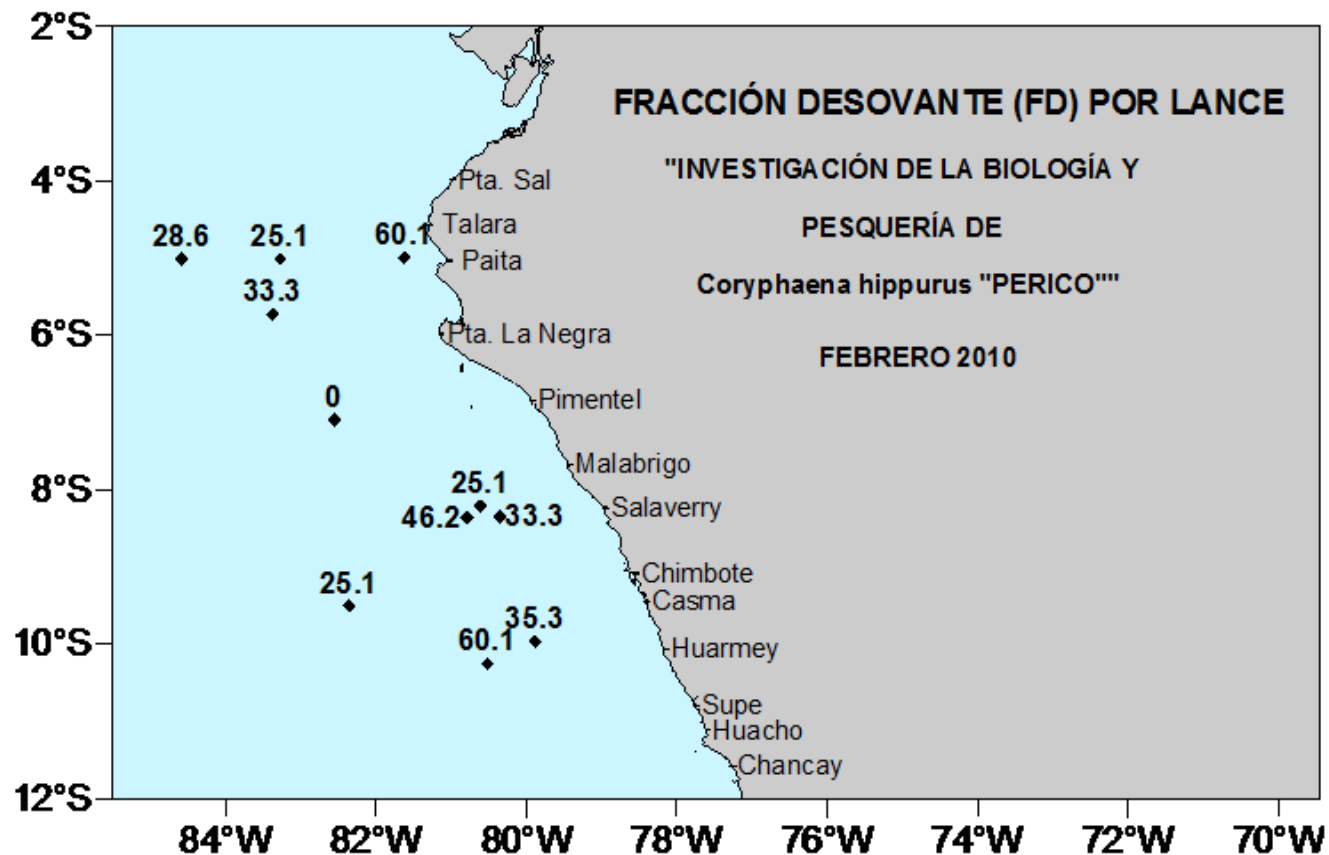 2°S
FRACCIÓN DESOVANTE (FD) POR LANCE
"INVESTIGACIÓN DE LA BIOLOGÍA Y
PESQUERÍA DE
Coryphaena hippurus "PERICO""
FEBRERO 2010
4°S
Pta. Sal
Talara
28.6
25.1
60.1
Paita
33.3
6°S
Pta. La Negra
0
Pimentel
Malabrigo
8°S
25.1
46.2
33.3
Salaverry
Chimbote
25.1
Casma
35.3
10°S
60.1
Huarmey
Supe
Huacho
Chancay
12°S
84°W 82°W 80°W 78°W 76°W 74°W 72°W 70°W